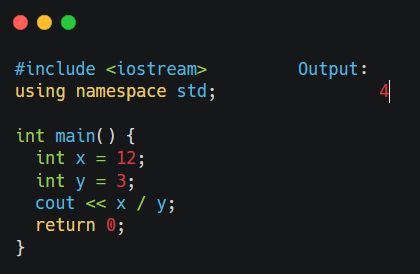 #include <iostream>
using namespace std;

int main() {
  int x = 12;
  int y = 3;
  cout << x / y;
  return 0;
}
Output:
4